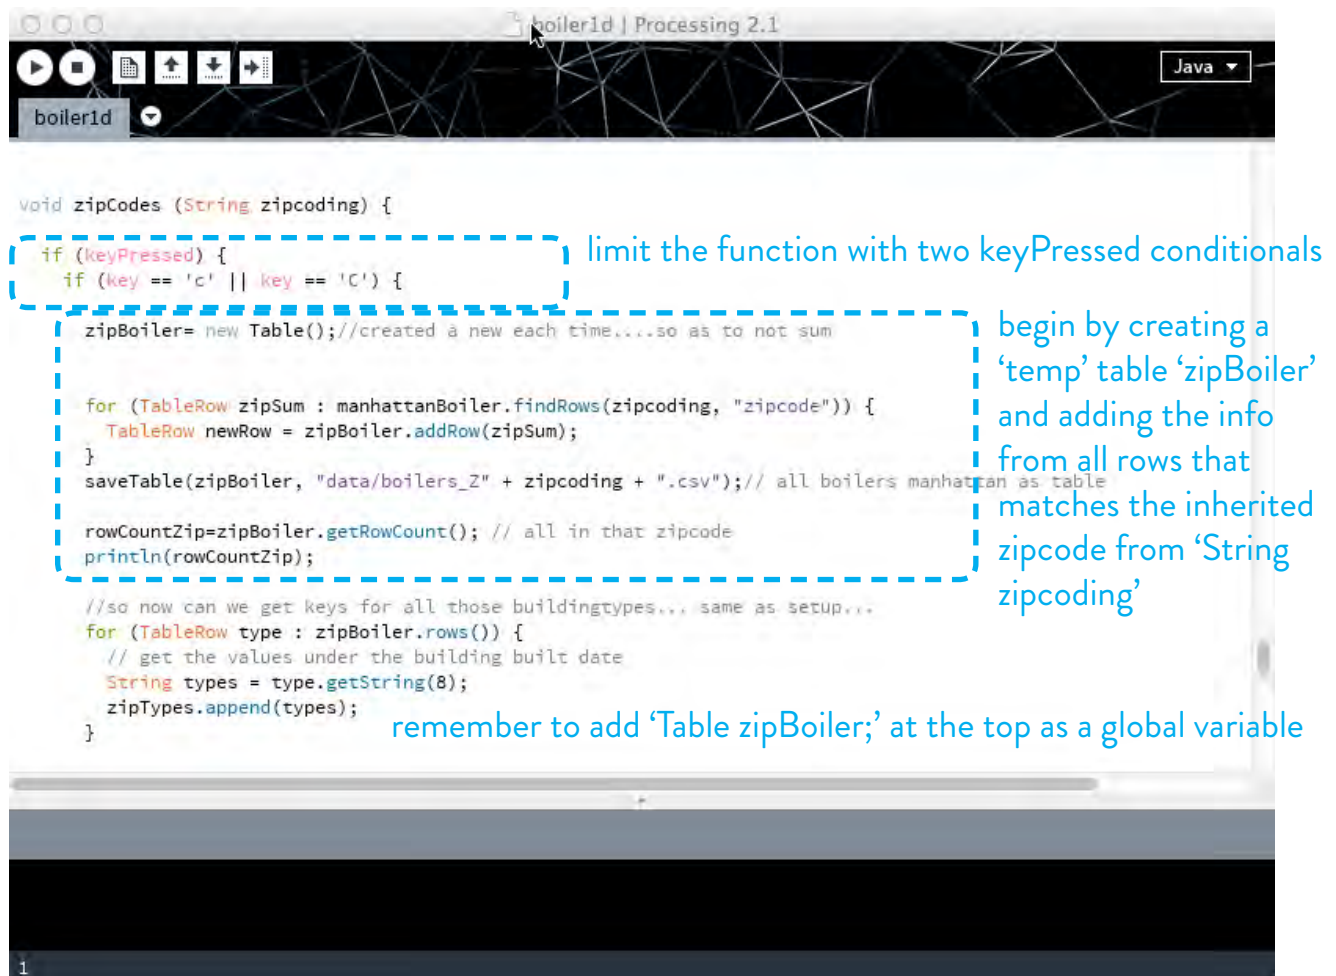 boiler1d | Processing 2.1
Java
boiler1d
void zipCodes (String zipcoding) {
if (keyPressed) {
limit the function with two keyPressed conditionals
if (key == 'c' || key == 'C') {
zipBoiler= new Table();//created a new each time....so as to not sum
begin by creating a
‘temp’ table ‘zipBoiler’
for (TableRow zipSum : manhattanBoiler.findRows(zipcoding, "zipcode")) {
and adding the info
TableRow newRow = zipBoiler.addRow(zipSum);
}
from all rows that
saveTable(zipBoiler, "data/boilers_Z" + zipcoding + ".csv");// all boilers manhattan as table
matches the inherited
rowCountZip=zipBoiler.getRowCount(); // all in that zipcode
zipcode from ‘String
println(rowCountZip);
zipcoding’
//so now can we get keys for all those buildingtypes... same as setup...
for (TableRow type : zipBoiler.rows()) {
// get the values under the building built date
String types = type.getString(8);
zipTypes.append(types);
remember to add ‘Table zipBoiler;’ at the top as a global variable
}
1